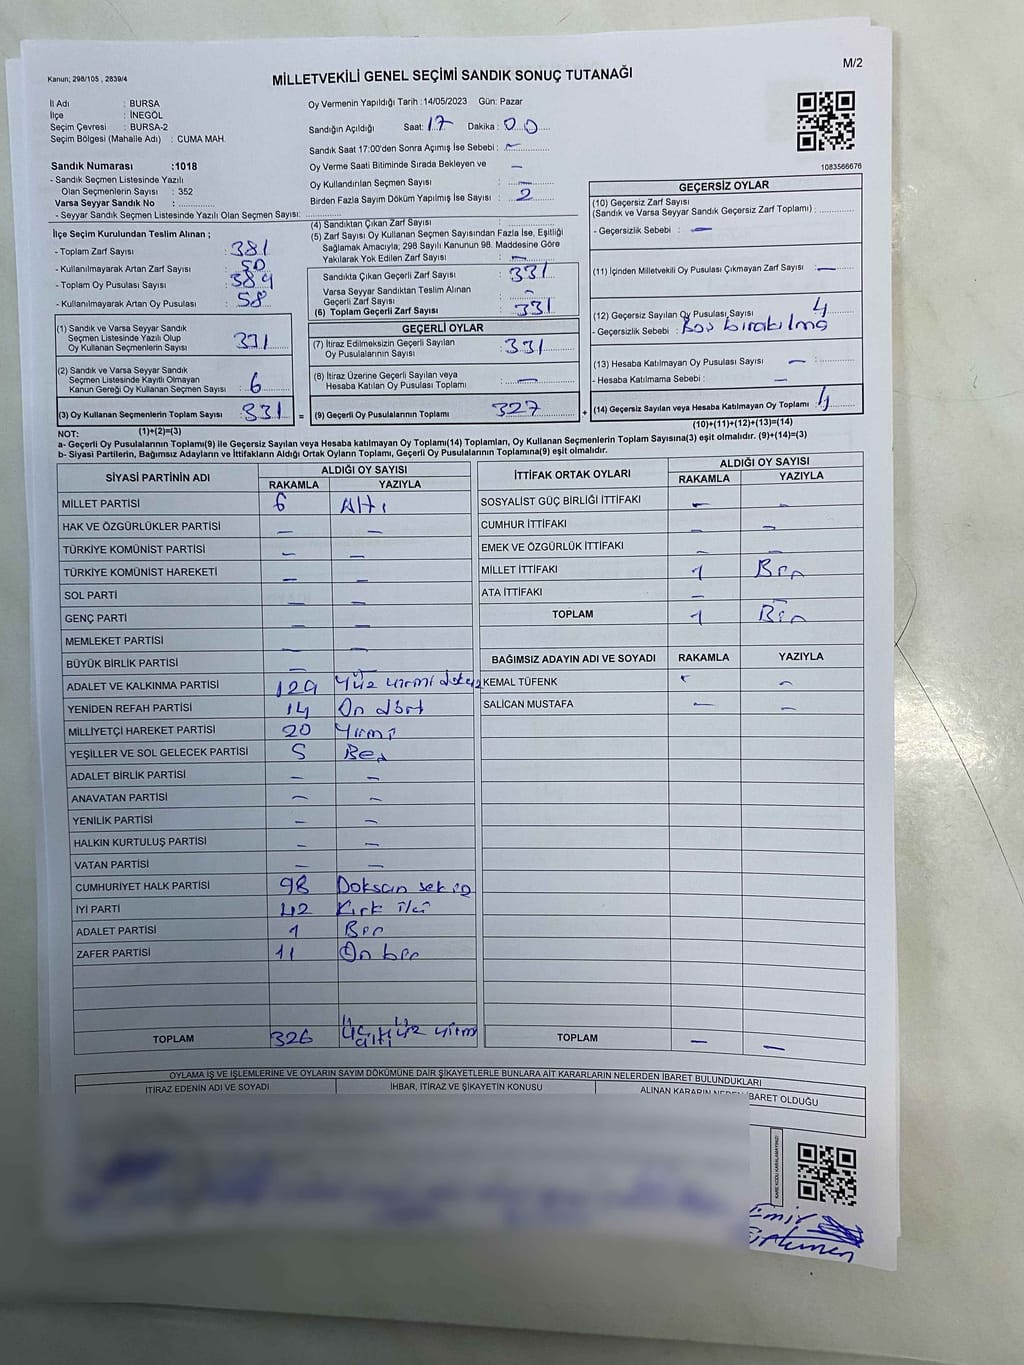 M/2
Kanun; 298/105 , 2839/4
MİLLETVEKİLİ GENEL SEÇİMİ SANDIK SONUÇ TUTANAĞI
İl Adı : BURSA
İlçe : İNEGÖL
Seçim Çevresi : BURSA-2
Seçim Bölgesi (Mahalle Adı) : CUMA MAH.
Sandık Numarası :1018
- Sandık Seçmen Listesinde Yazılı
Olan Seçmenlerin Sayısı : 352
Varsa Seyyar Sandık No :
- Seyyar Sandık Seçmen Listesinde Yazılı Olan Seçmen Sayısı:
Oy Vermenin Yapıldığı Tarih :14/05/2023 Gün: Pazar
Sandığın Açıldığı Saat: 17 Dakika : 00
Sandık Saat 17:00'den Sonra Açımış İse Sebebi : -
Oy Verme Saati Bitiminde Sırada Bekleyen ve
Oy Kullandırılan Seçmen Sayısı : -
Birden Fazla Sayım Döküm Yapılmış İse Sayısı : 2
1083566676
İlçe Seçim Kurulundan Teslim Alınan ;
- Toplam Zarf Sayısı : 381
- Kullanılmayarak Artan Zarf Sayısı : 50
- Toplam Oy Pusulası : 389
- Kullanılmayarak Artan Oy Pusulası : 58
(1) Sandık ve Varsa Seyyar Sandık
Seçmen Listesinde Yazılı Olup
Oy Kullanan Seçmenlerin Sayısı : 331
(2) Sandık ve Varsa Seyyar Sandık
Seçmen Listesinde Kayıtlı Olmayan
Kanun Gereği Oy Kullanan Seçmen Sayısı : 6
(3) Oy Kullanan Seçmenlerin Toplam Sayısı : 331
(1)+(2)=(3)
(4) Sandıktan Çıkan Zarf Sayısı :
(5) Zarf Sayısı Oy Kullanan Seçmen Sayısından Fazla İse, Eşitliği
Sağlamak Amacıyla; 298 Sayılı Kanunun 98. Maddesine Göre
Yakılarak Yok Edilen Zarf Sayısı : -
Sandıkta Çıkan Geçerli Zarf Sayısı : 331
Varsa Seyyar Sandıktan Teslim Alınan
Geçerli Zarf Sayısı : -
(6) Toplam Geçerli Zarf Sayısı : 331
GEÇERLİ OYLAR
(7) İtiraz Edilmeksizin Geçerli Sayılan
Oy Pusulalarının Sayısı : 331
(8) İtiraz Üzerine Geçerli Sayılan veya
Hesaba Katılan Oy Pusulası Toplamı : -
= (9) Geçerli Oy Pusulalarının Toplamı : 327
GEÇERSİZ OYLAR
(10) Geçersiz Zarf Sayısı
(Sandık ve Varsa Seyyar Sandık Geçersiz Zarf Toplamı) :
- Geçersizlik Sebebi : -
(11) İçinden Milletvekili Oy Pusulası Çıkmayan Zarf Sayısı : -
(12) Geçersiz Sayılan Oy Pusulası Sayısı : 4
- Geçersizlik Sebebi : Boş bırakılma
(13) Hesaba Katılmayan Oy Pusulası Sayısı : -
- Hesaba Katılmama Sebebi : -
+ (14) Geçersiz Sayılan veya Hesaba Katılmayan Oy Toplamı : 4
(10)+(11)+(12)+(13)=(14)
NOT:
a- Geçerli Oy Pusulalarının Toplamı(9) ile Geçersiz Sayılan veya Hesaba katılmayan Oy Toplamı(14) Toplamları, Oy Kullanan Seçmenlerin Toplam Sayısına(3) eşit olmalıdır. (9)+(14)=(3)
b- Siyasi Partilerin, Bağımsız Adayların ve İttifakların Aldığı Ortak Oyların Toplamı, Geçerli Oy Pusulalarının Toplamına(9) eşit olmalıdır.
SİYASİ PARTİNİN ADI ALDIĞI OY SAYISI
RAKAMLA YAZIYLA
MİLLET PARTİSİ 6 Altı
HAK VE ÖZGÜRLÜKLER PARTİSİ - -
TÜRKİYE KOMÜNİST PARTİSİ - -
TÜRKİYE KOMÜNİST HAREKETİ - -
SOL PARTİ - -
GENÇ PARTİ - -
MEMLEKET PARTİSİ - -
BÜYÜK BİRLİK PARTİSİ - -
ADALET VE KALKINMA PARTİSİ 129 Yüz yirmi dokuz
YENİDEN REFAH PARTİSİ 14 On dört
MİLLİYETÇİ HAREKET PARTİSİ 20 Yirmi
YEŞİLLER VE SOL GELECEK PARTİSİ 5 Beş
ADALET BİRLİK PARTİSİ - -
ANAVATAN PARTİSİ - -
YENİLİK PARTİSİ - -
HALKIN KURTULUŞ PARTİSİ - -
VATAN PARTİSİ - -
CUMHURİYET HALK PARTİSİ 98 Doksan sekiz
İYİ PARTİ 42 Kırk iki
ADALET PARTİSİ 1 Bir
ZAFER PARTİSİ 11 On bir
TOPLAM 326 Üç yüz yirmi altı
İTTİFAK ORTAK OYLARI ALDIĞI OY SAYISI
RAKAMLA YAZIYLA
SOSYALİST GÜÇ BİRLİĞİ İTTİFAKI - -
CUMHUR İTTİFAKI - -
EMEK VE ÖZGÜRLÜK İTTİFAKI - -
MİLLET İTTİFAKI 1 Bir
ATA İTTİFAKI - -
TOPLAM 1 Bir
BAĞIMSIZ ADAYIN ADI VE SOYADI RAKAMLA YAZIYLA
KEMAL TÜFENK - -
SALİCAN MUSTAFA - -
TOPLAM - -
OYLAMA İŞ VE İŞLEMLERİNE VE OYLARIN SAYIM DÖKÜMÜNE DAİR ŞİKAYETLERLE BUNLARA AİT KARARLARIN NELERDEN İBARET BULUNDUKLARI
İTİRAZ EDENİN ADI VE SOYADI İHBAR, İTİRAZ VE ŞİKAYETİN KONUSU ALINAN KARARIN NEDEN İBARET OLDUĞU
KARE KODU KARALAMAYINIZ!
Emir